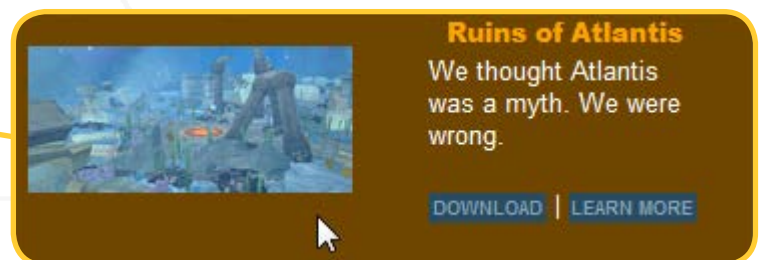 Ruins of Atlantis
We thought Atlantis
was a myth. We were
wrong.
DOWNLOAD | LEARN MORE